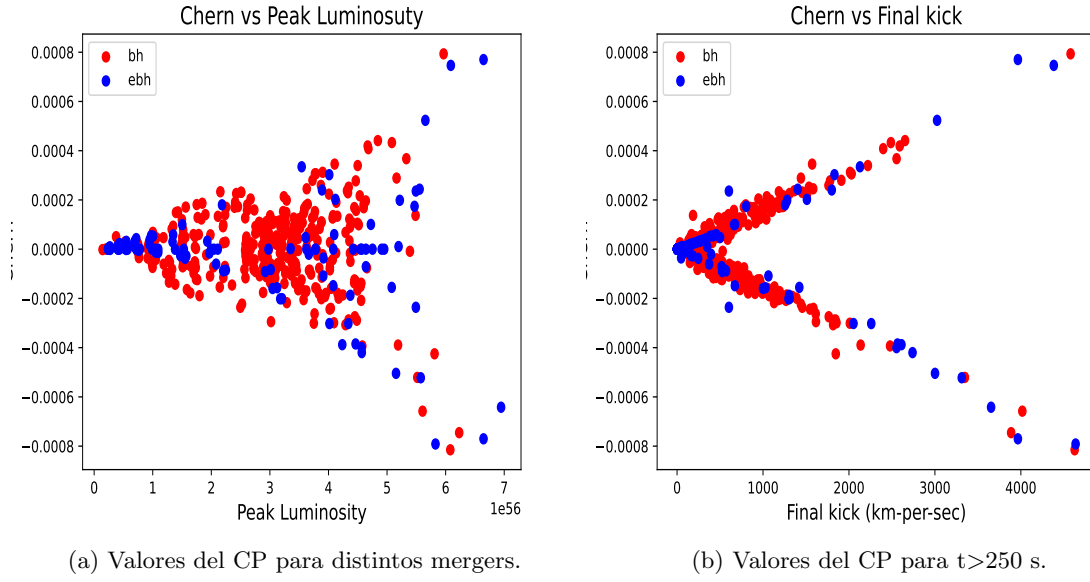 Chern vs Peak Luminosuty
bh
ebh
0.0008
0.0006
0.0004
0.0002
0.0000
−0.0002
−0.0004
−0.0006
−0.0008
0 1 2 3 4 5 6 7
1e56
Peak Luminosity
(a) Valores del CP para distintos mergers.
Chern vs Final kick
bh
ebh
0.0008
0.0006
0.0004
0.0002
0.0000
−0.0002
−0.0004
−0.0006
−0.0008
0 1000 2000 3000 4000
Final kick (km-per-sec)
(b) Valores del CP para t>250 s.